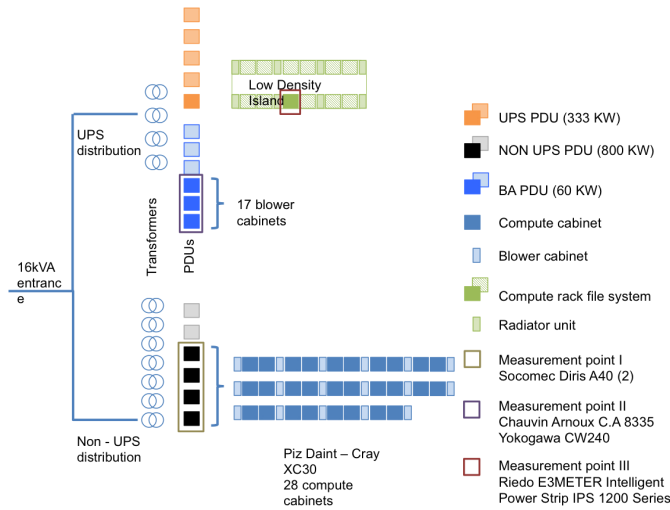 Low Density
Island
UPS
distribution
17 blower
cabinets
Transformers
PDUs
16kVA
entranc
e
Non - UPS
distribution
Piz Daint – Cray
XC30
28 compute
cabinets
UPS PDU (333 KW)
NON UPS PDU (800 KW)
BA PDU (60 KW)
Compute cabinet
Blower cabinet
Compute rack file system
Radiator unit
Measurement point I
Socomec Diris A40 (2)
Measurement point II
Chauvin Arnoux C.A 8335
Yokogawa CW240
Measurement point III
Riedo E3METER Intelligent
Power Strip IPS 1200 Series